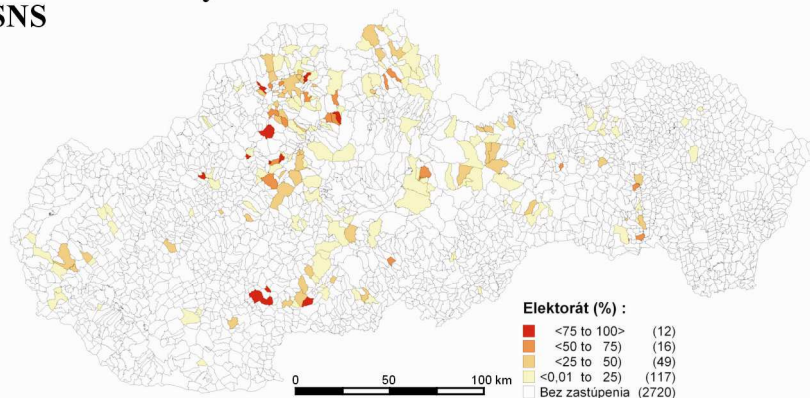 SNS
Elektorát (%) :
<75 to 100> (12)
<50 to 75) (16)
<25 to 50) (49)
<0,01 to 25) (117)
Bez zastúpenia (2720)
0 50 100 km